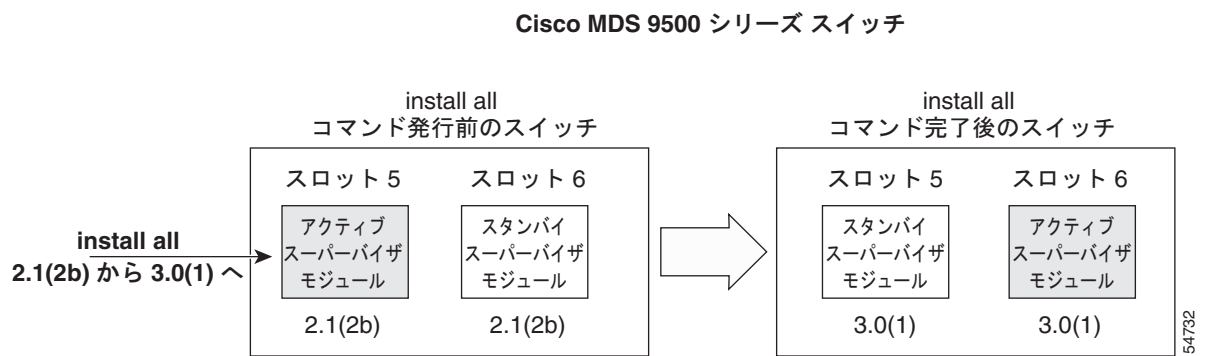 Cisco MDS 9500 シリーズ スイッチ
install all
コマンド発行前のスイッチ
install all
コマンド完了後のスイッチ
install all
2.1(2b) から 3.0(1) へ
スロット 5
スロット 6
アクティブ
スーパーバイザ
モジュール
スタンバイ
スーパーバイザ
モジュール
2.1(2b)
2.1(2b)
スロット 5
スロット 6
スタンバイ
スーパーバイザ
モジュール
アクティブ
スーパーバイザ
モジュール
3.0(1)
3.0(1)
54732